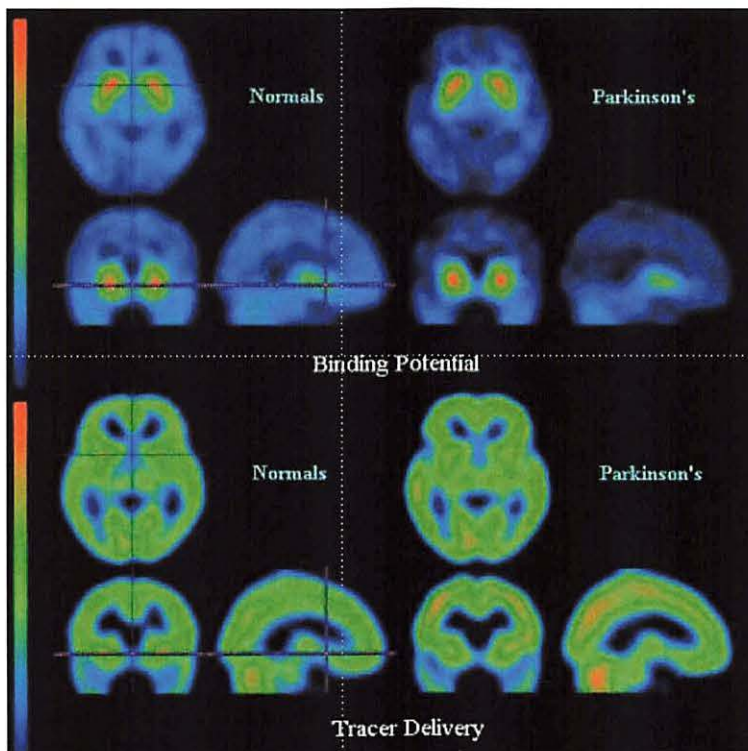 Normals
Parkinson's
Binding Potential
Normals
Parkinson's
Tracer Delivery